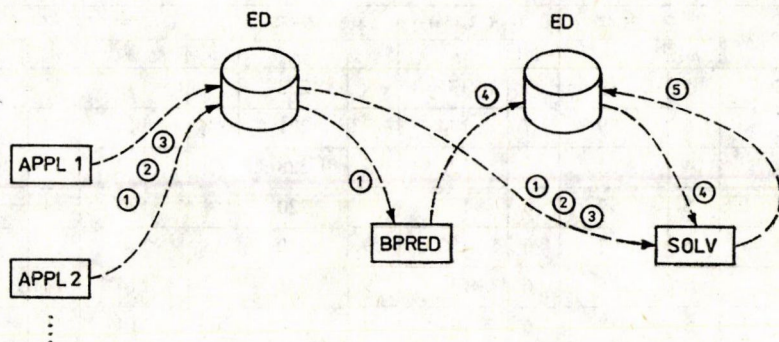 ED
ED
④
⑤
③
APPL 1
②
①
①
①
②
③
④
BPRED
SOLV
APPL 2